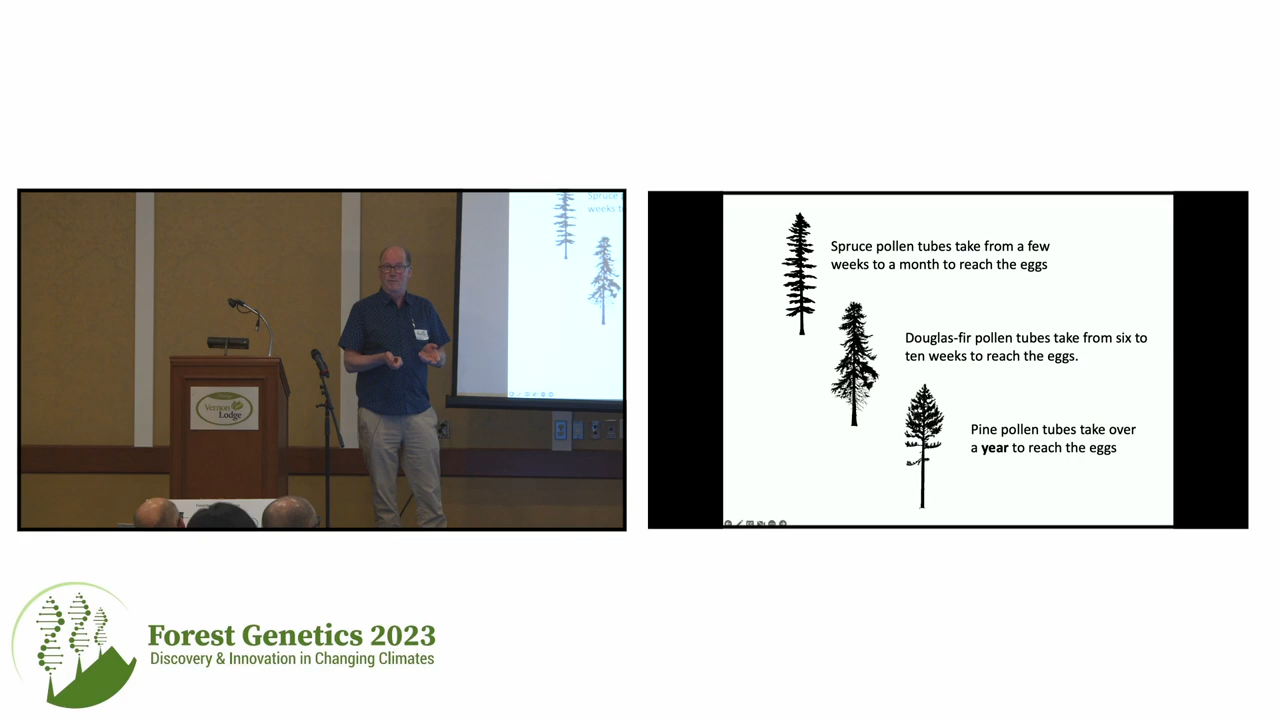 Spruce
weeks t
Vernon
Lodge
Spruce pollen tubes take from a few
weeks to a month to reach the eggs
Douglas-fir pollen tubes take from six to
ten weeks to reach the eggs.
Pine pollen tubes take over
a year to reach the eggs
Forest Genetics 2023
Discovery & Innovation in Changing Climates